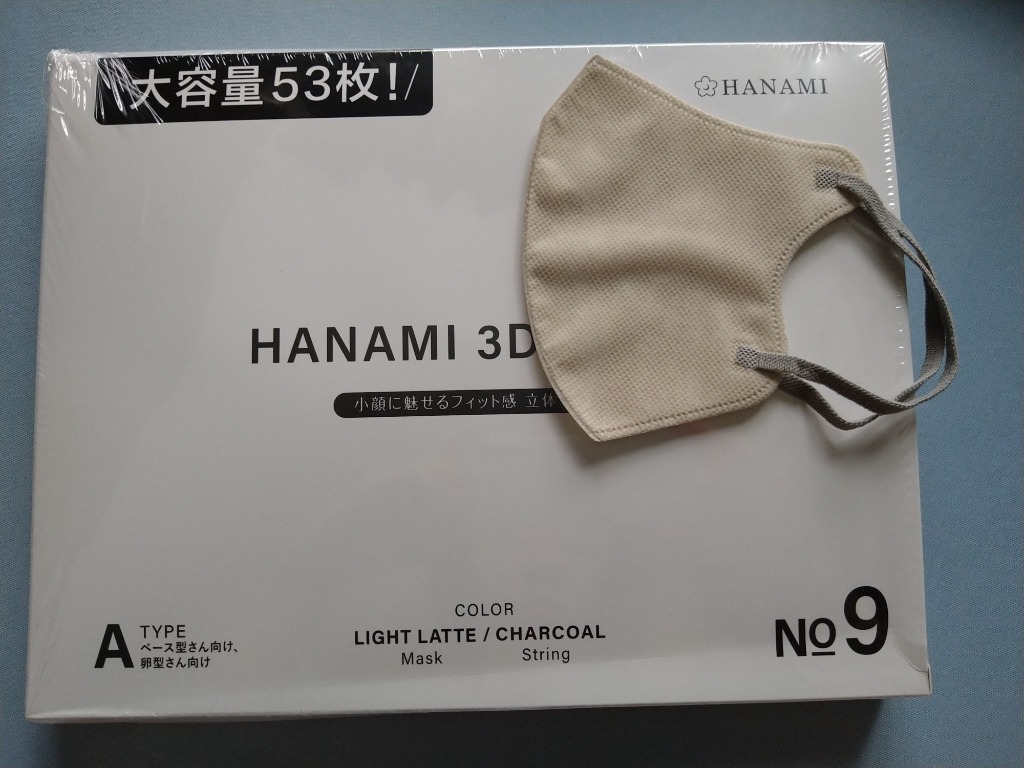 大容量53枚!/
HANAMI
HANAMI 3D
小顔に魅せるフィット感 立体
COLOR
LIGHT LATTE / CHARCOAL
Mask String
A TYPE
ベース型さん向け、
卵型さん向け
No 9